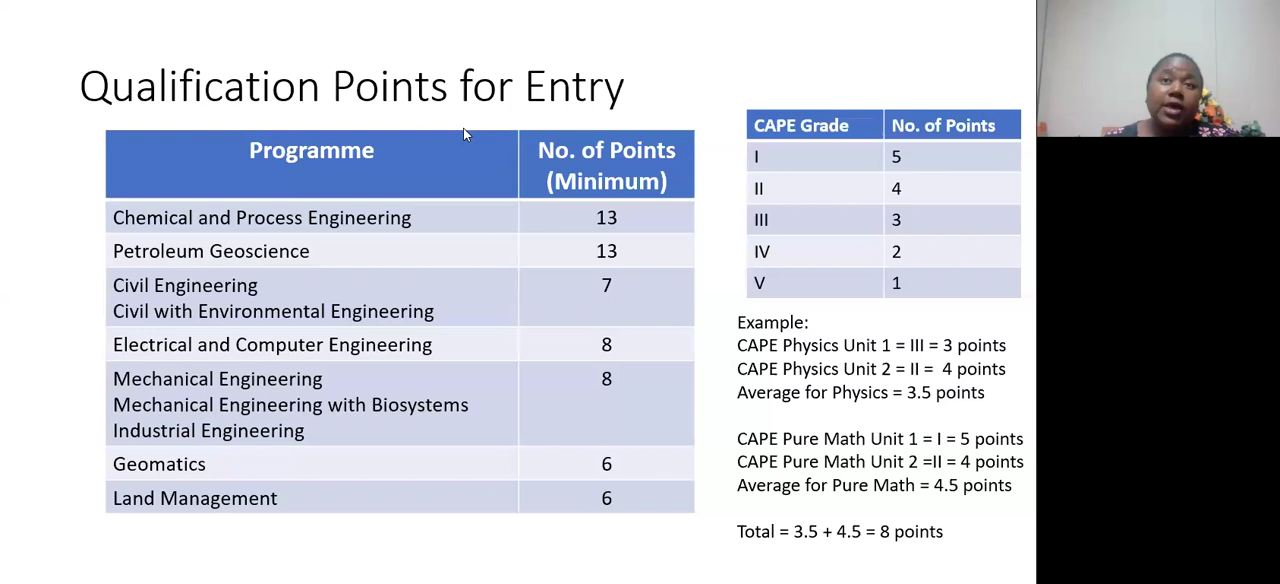 Qualification Points for Entry
Programme
No. of Points
(Minimum)
Chemical and Process Engineering 13
Petroleum Geoscience 13
Civil Engineering 7
Civil with Environmental Engineering
Electrical and Computer Engineering 8
Mechanical Engineering 8
Mechanical Engineering with Biosystems
Industrial Engineering
Geomatics 6
Land Management 6
CAPE Grade No. of Points
I 5
II 4
III 3
IV 2
V 1
Example:
CAPE Physics Unit 1 = III = 3 points
CAPE Physics Unit 2 = II = 4 points
Average for Physics = 3.5 points
CAPE Pure Math Unit 1 = I = 5 points
CAPE Pure Math Unit 2 =II = 4 points
Average for Pure Math = 4.5 points
Total = 3.5 + 4.5 = 8 points